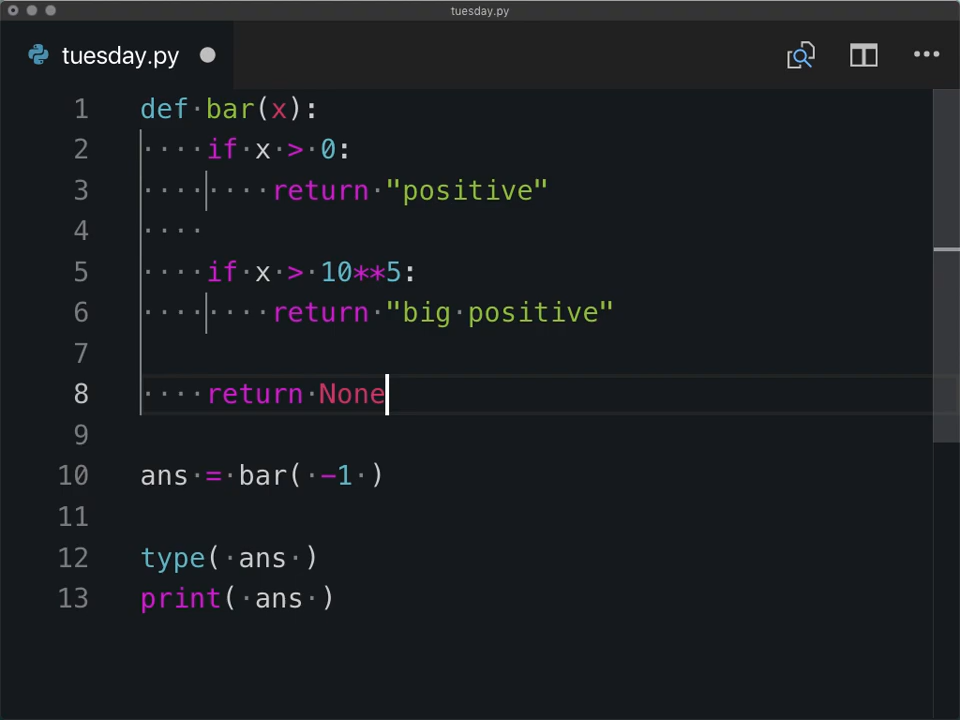 tuesday.py
tuesday.py
1 def bar(x):
2     if x > 0:
3         return "positive"
4
5     if x > 10**5:
6         return "big positive"
7
8     return None
9
10 ans = bar( -1 )
11
12 type( ans )
13 print( ans )